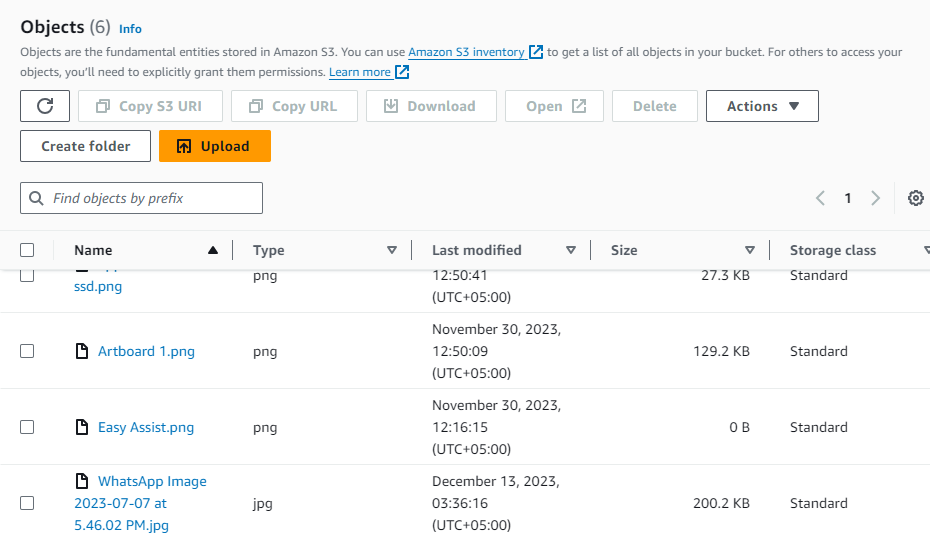 Objects (6) Info
Objects are the fundamental entities stored in Amazon S3. You can use Amazon S3 inventory to get a list of all objects in your bucket. For others to access your
objects, you'll need to explicitly grant them permissions. Learn more
Copy S3 URI Copy URL Download Open Delete Actions
Create folder Upload
Find objects by prefix 1
Name Type Last modified Size Storage class
ssd.png png 12:50:41 27.3 KB Standard
(UTC+05:00)
November 30, 2023,
Artboard 1.png png 12:50:09 129.2 KB Standard
(UTC+05:00)
November 30, 2023,
Easy Assist.png png 12:16:15 0 B Standard
(UTC+05:00)
WhatsApp Image December 13, 2023,
2023-07-07 at jpg 03:36:16 200.2 KB Standard
5.46.02 PM.jpg (UTC+05:00)